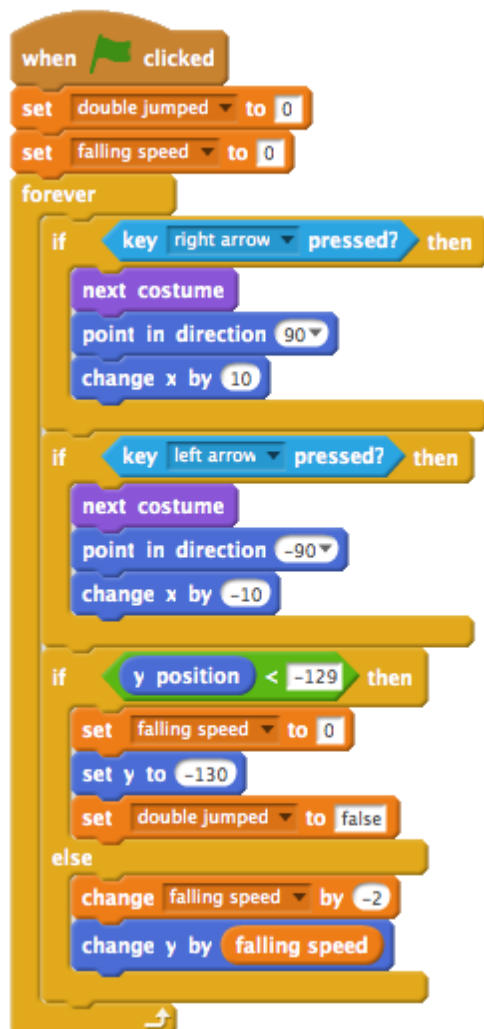 when clicked
set double jumped to 0
set falling speed to 0
forever
if key right arrow pressed? then
next costume
point in direction 90
change x by 10
if key left arrow pressed? then
next costume
point in direction -90
change x by -10
if y position < -129 then
set falling speed to 0
set y to -130
set double jumped to false
else
change falling speed by -2
change y by falling speed